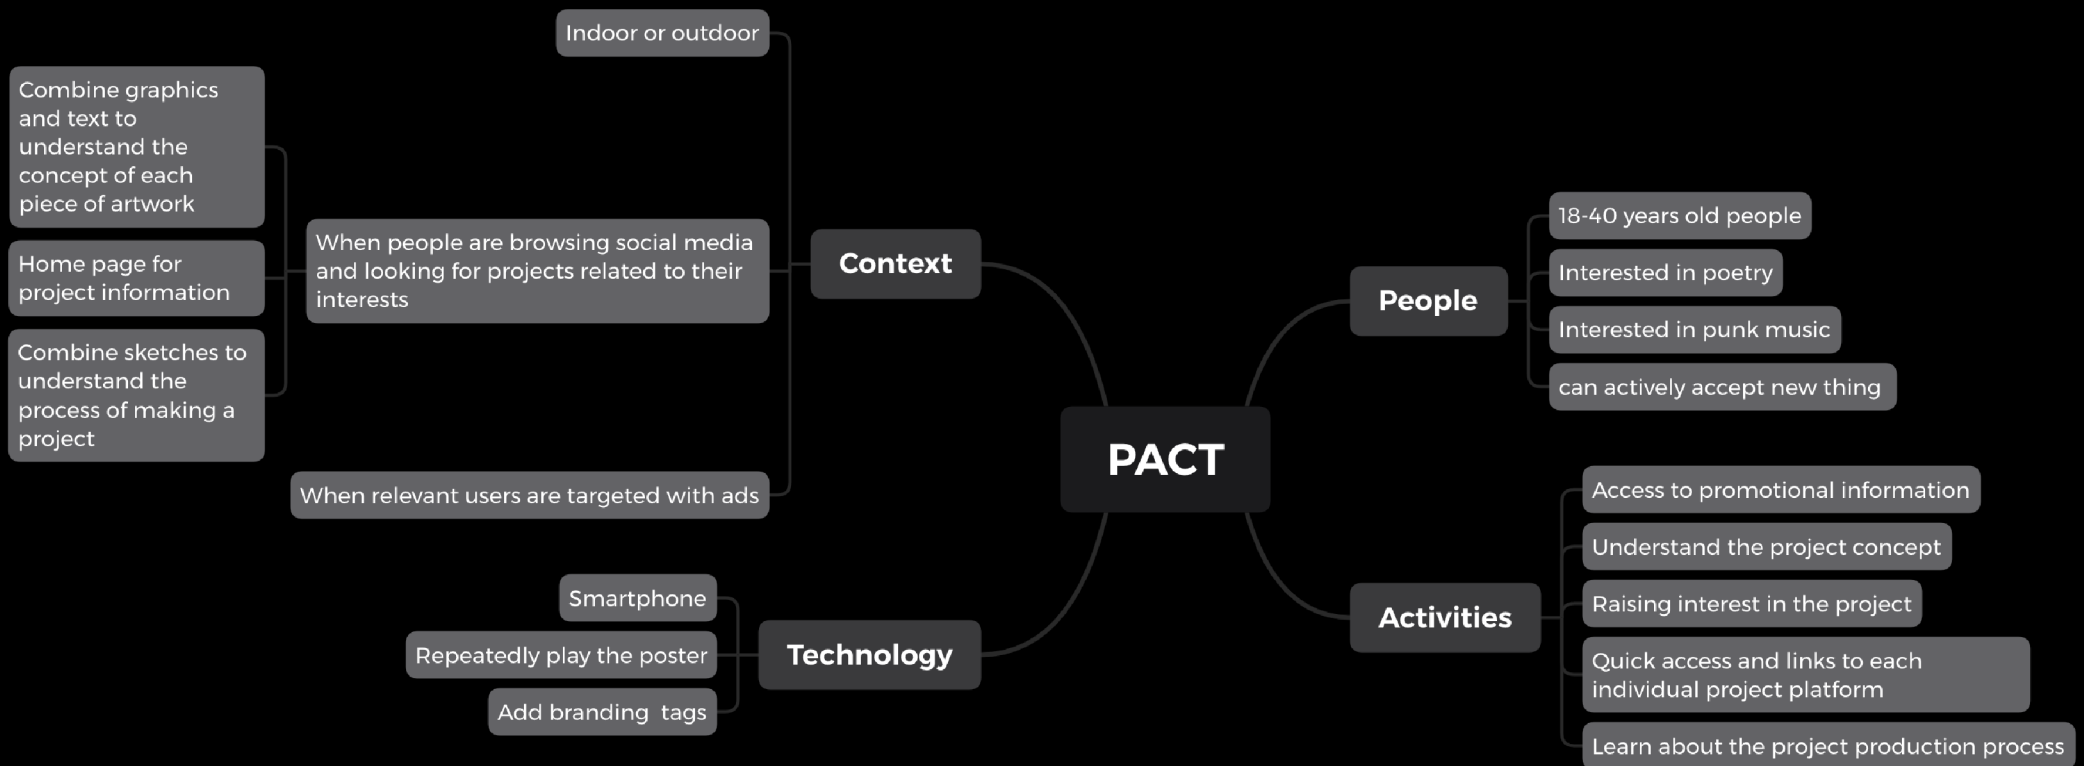 PACT
Context
Indoor or outdoor
When people are browsing social media
and looking for projects related to their
interests
Combine graphics
and text to
understand the
concept of each
piece of artwork
Home page for
project information
Combine sketches to
understand the
process of making a
project
When relevant users are targeted with ads
Technology
Smartphone
Repeatedly play the poster
Add branding  tags
People
18-40 years old people
Interested in poetry
Interested in punk music
can actively accept new thing
Activities
Access to promotional information
Understand the project concept
Raising interest in the project
Quick access and links to each
individual project platform
Learn about the project production process